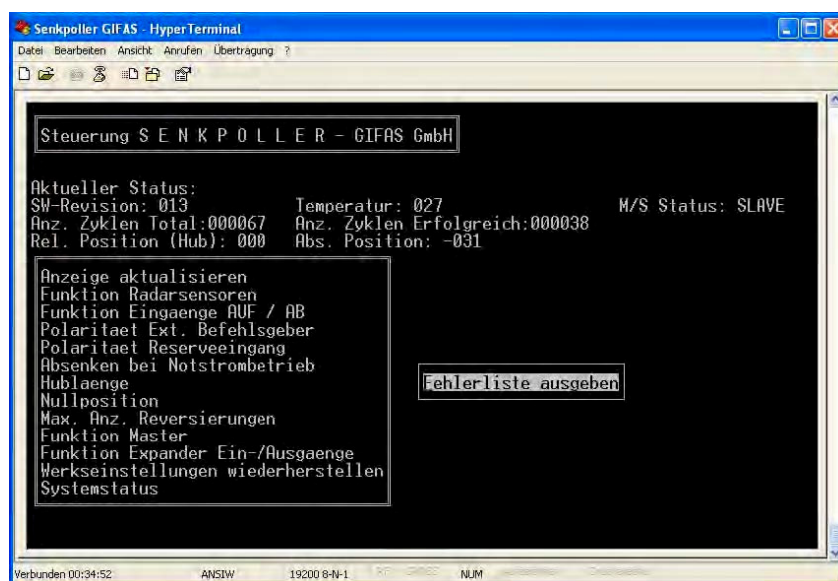 Senkpoller GIFAS - HyperTerminal
Datei Bearbeiten Ansicht Anrufen Übertragung ?
Steuerung S E N K P O L L E R - GIFAS GmbH
Aktueller Status:
SW-Revision: 013 Temperatur: 027 M/S Status: SLAVE
Anz. Zyklen Total:000067 Anz. Zyklen Erfolgreich:000038
Rel. Position (Hub): 000 Abs. Position: -031
Anzeige aktualisieren
Funktion Radarsensoren
Funktion Eingaenge AUF / AB
Polaritaet Ext. Befehlsgeber
Polaritaet Reserveeingang
Absenken bei Notstrombetrieb
Hublaenge
Nullposition
Max. Anz. Reversierungen
Funktion Master
Funktion Expander Ein-/Ausgaenge
Werkseinstellungen wiederherstellen
Systemstatus
Fehlerliste ausgeben
Verbunden 00:34:52 ANSIW 19200 8-N-1 NUM